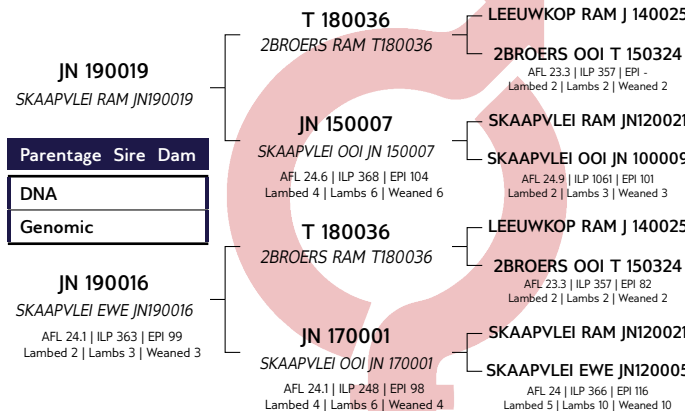 JN 190019
SKAAPVLEI RAM JN190019
Parentage Sire Dam
DNA
Genomic
JN 190016
SKAAPVLEI EWE JN190016
AFL 24.1 | ILP 363 | EPI 99
Lambed 2 | Lambs 3 | Weaned 3
T 180036
2BROERS RAM T180036
JN 150007
SKAAPVLEI OOI JN 150007
AFL 24.6 | ILP 368 | EPI 104
Lambed 4 | Lambs 6 | Weaned 6
T 180036
2BROERS RAM T180036
JN 170001
SKAAPVLEI OOI JN 170001
AFL 24.1 | ILP 248 | EPI 98
Lambed 4 | Lambs 6 | Weaned 4
LEEUWKOP RAM J 140025
2BROERS OOI T 150324
AFL 23.3 | ILP 357 | EPI -
Lambed 2 | Lambs 2 | Weaned 2
SKAAPVLEI RAM JN120021
SKAAPVLEI OOI JN 100009
AFL 24.9 | ILP 1061 | EPI 101
Lambed 2 | Lambs 3 | Weaned 3
LEEUWKOP RAM J 140025
2BROERS OOI T 150324
AFL 23.3 | ILP 357 | EPI 82
Lambed 2 | Lambs 2 | Weaned 2
SKAAPVLEI RAM JN120021
SKAAPVLEI EWE JN120005
AFL 24 | ILP 366 | EPI 116
Lambed 5 | Lambs 10 | Weaned 10